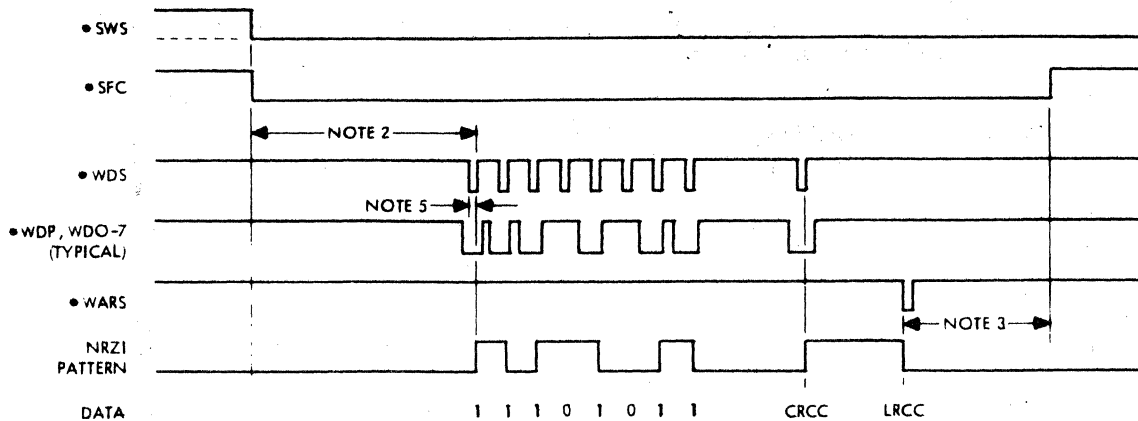 ● SWS
● SFC
NOTE 2
● WDS
NOTE 5
● WDP, WDO-7
(TYPICAL)
● WARS
NOTE 3
NRZI
PATTERN
DATA 1 1 1 0 1 0 1 1 CRCC LRCC